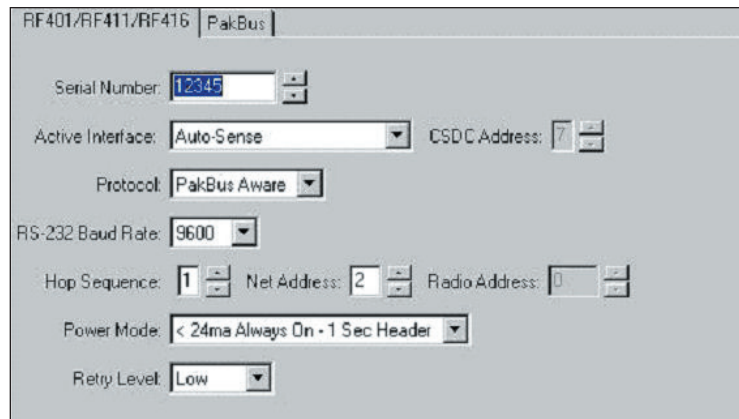 RF401/RF411/RF416 PakBus
Serial Number: 12345
Active Interface: Auto-Sense CSDC Address: 7
Protocol: PakBus Aware
RS-232 Baud Rate: 9600
Hop Sequence: 1 Net Address: 2 Radio Address: 0
Power Mode: < 24ma Always On - 1 Sec Header
Retry Level: Low